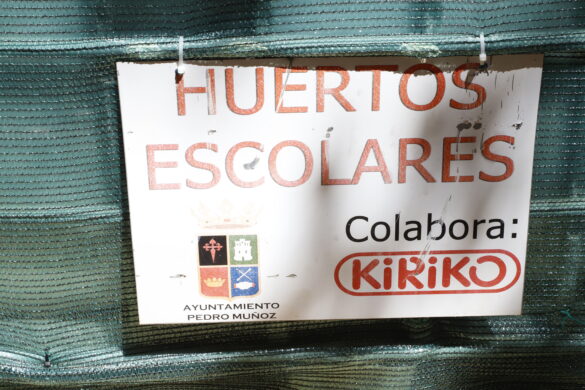 HUERTOS
ESCOLARES
Colabora:
KiRiKO
AYUNTAMIENTO
PEDRO MUÑOZ